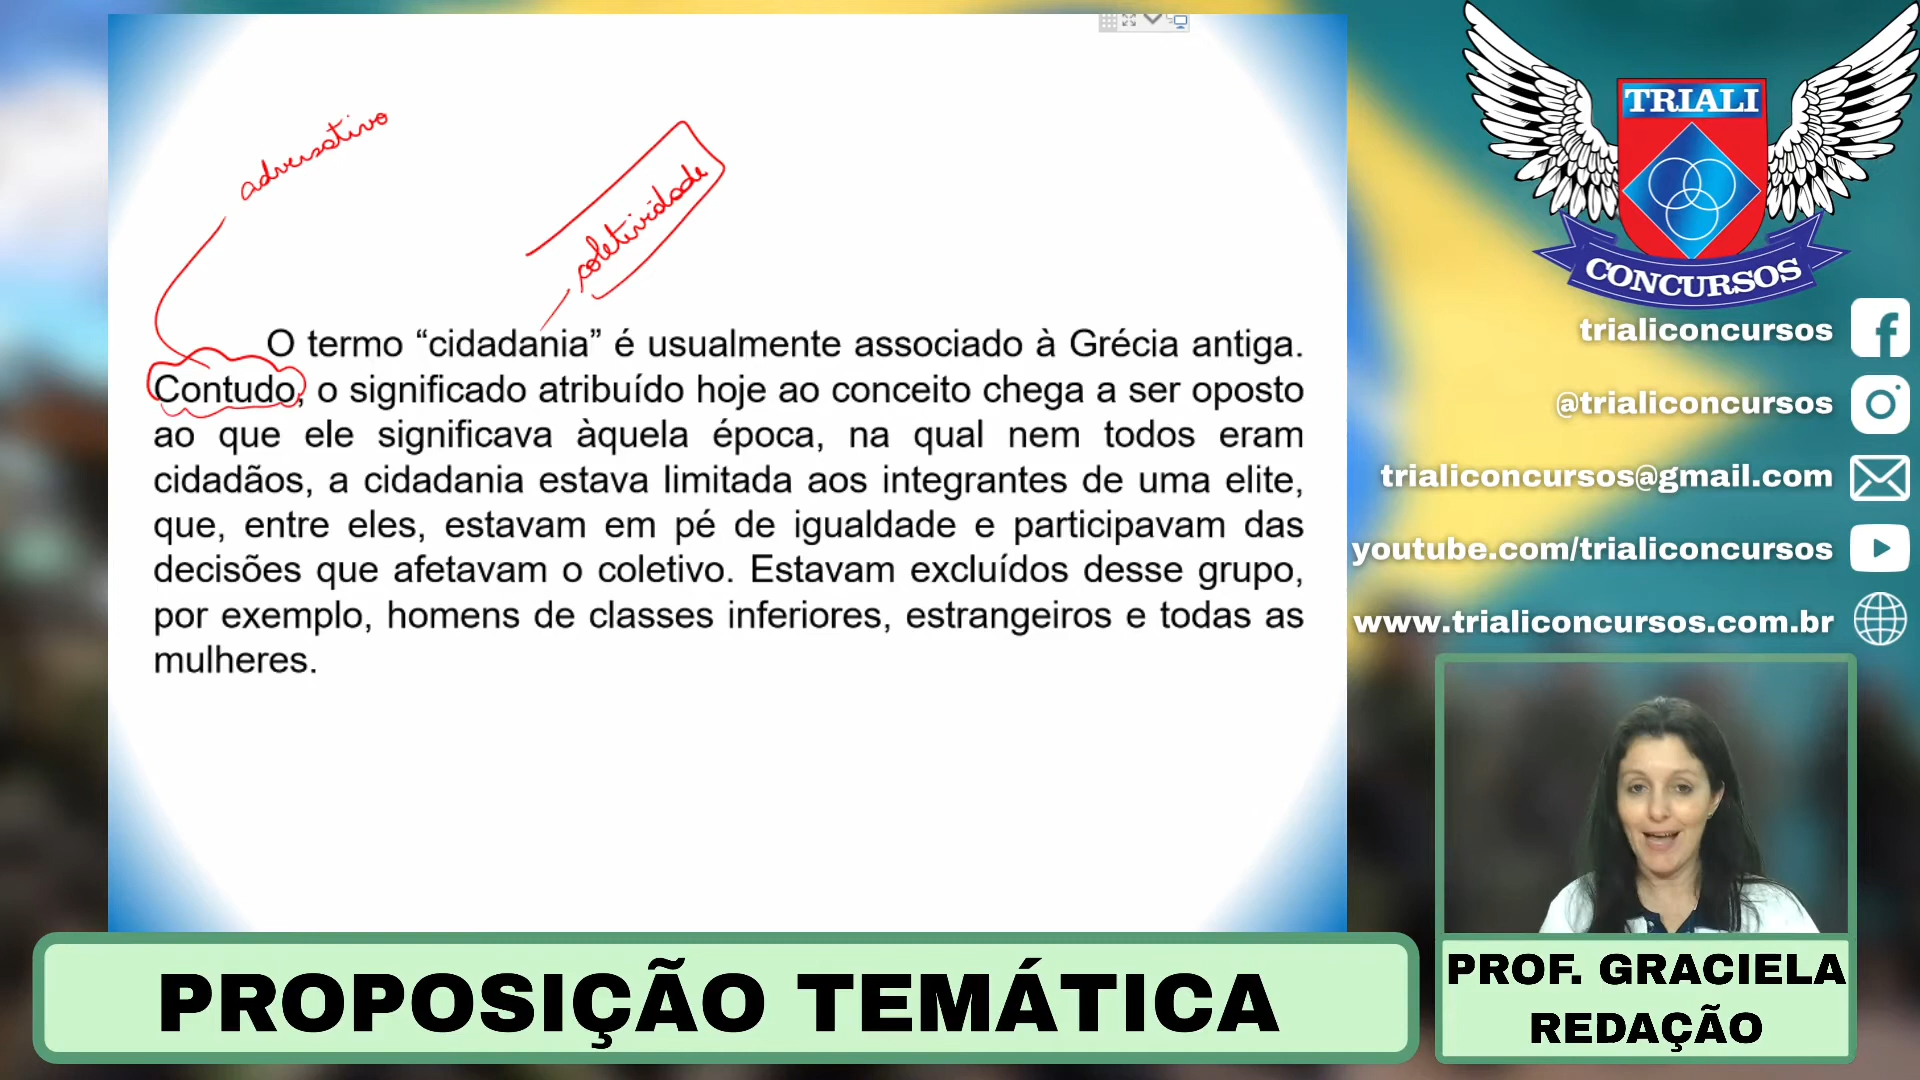 adversativo
coletividade
O termo “cidadania” é usualmente associado à Grécia antiga.
Contudo, o significado atribuído hoje ao conceito chega a ser oposto
ao que ele significava àquela época, na qual nem todos eram
cidadãos, a cidadania estava limitada aos integrantes de uma elite,
que, entre eles, estavam em pé de igualdade e participavam das
decisões que afetavam o coletivo. Estavam excluídos desse grupo,
por exemplo, homens de classes inferiores, estrangeiros e todas as
mulheres.
TRIALI
CONCURSOS
trialiconcursos
@trialiconcursos
trialiconcursos@gmail.com
youtube.com/trialiconcursos
www.trialiconcursos.com.br
PROPOSIÇÃO TEMÁTICA
PROF. GRACIELA
REDAÇÃO